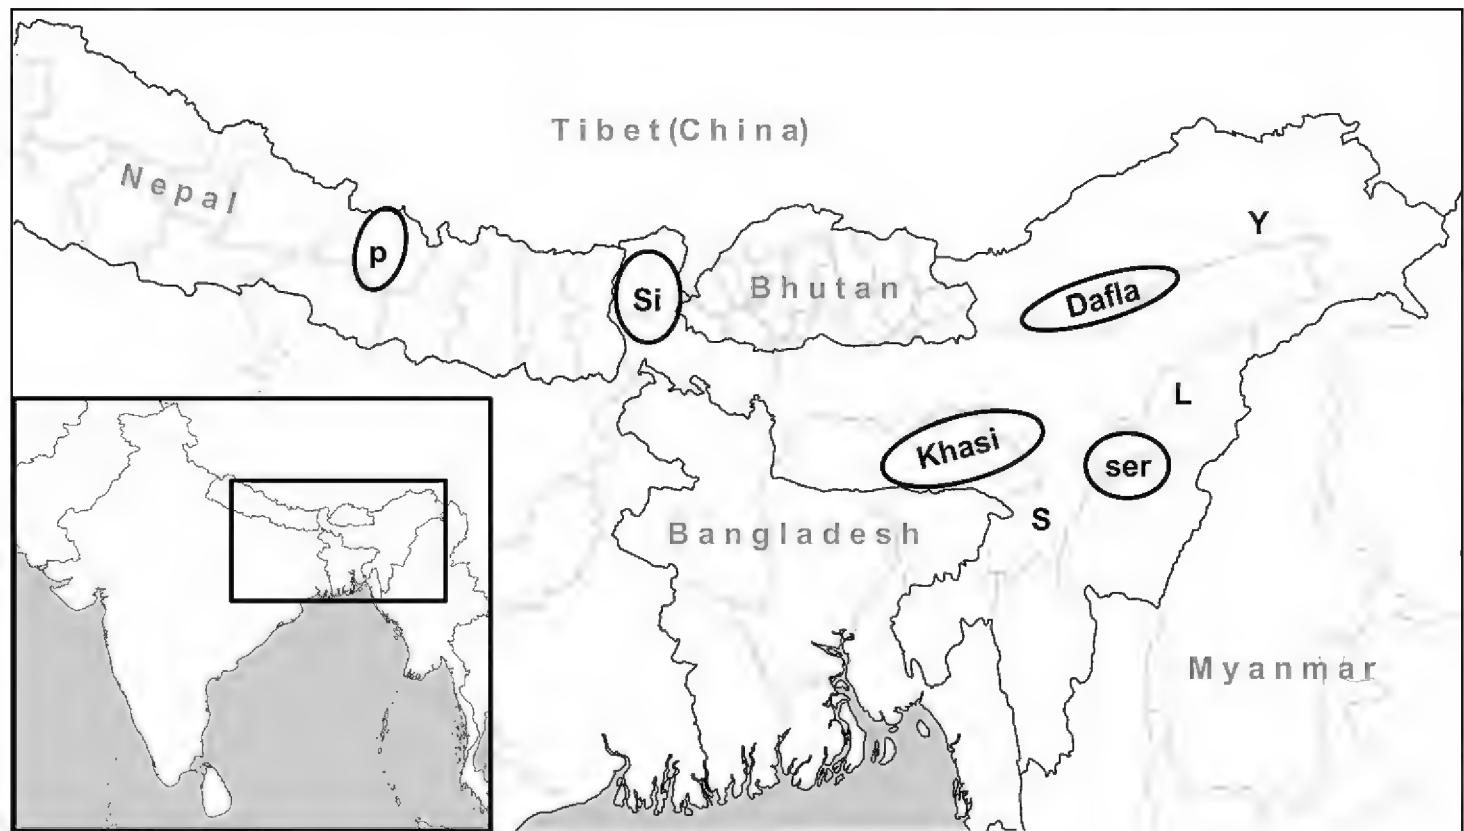 Tibet (China)
Nepal
Y
p
Si
Bhutan
Dafla
L
Khasi
ser
S
Bangladesh
Myanmar